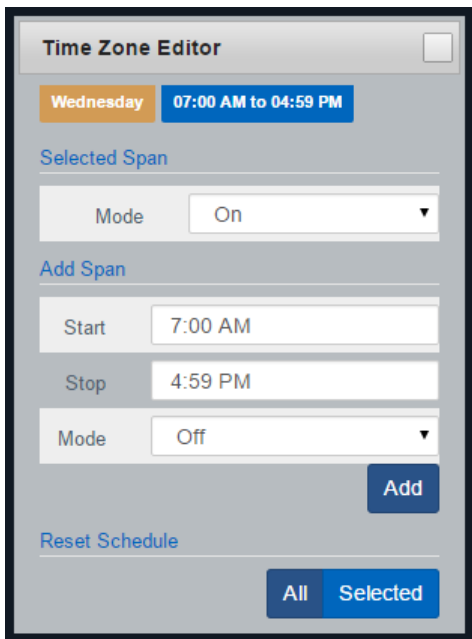 Time Zone Editor
Wednesday 07:00 AM to 04:59 PM
Selected Span
Mode On
Add Span
Start 7:00 AM
Stop 4:59 PM
Mode Off
Add
Reset Schedule
All Selected